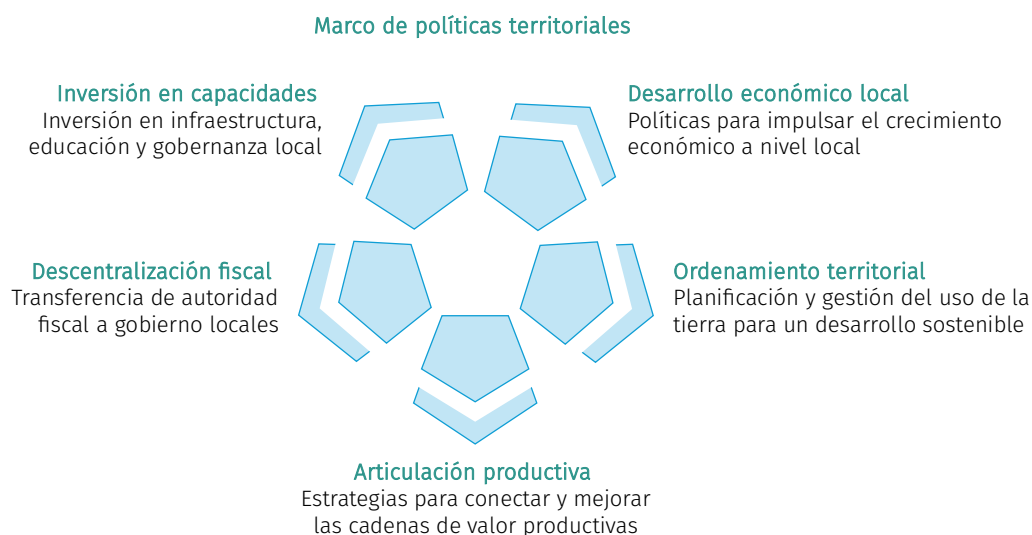 Marco de políticas territoriales
Inversión en capacidades
Inversión en infraestructura,
educación y gobernanza local
Desarrollo económico local
Políticas para impulsar el crecimiento
económico a nivel local
Descentralización fiscal
Transferencia de autoridad
fiscal a gobierno locales
Ordenamiento territorial
Planificación y gestión del uso de la
tierra para un desarrollo sostenible
Articulación productiva
Estrategias para conectar y mejorar
las cadenas de valor productivas